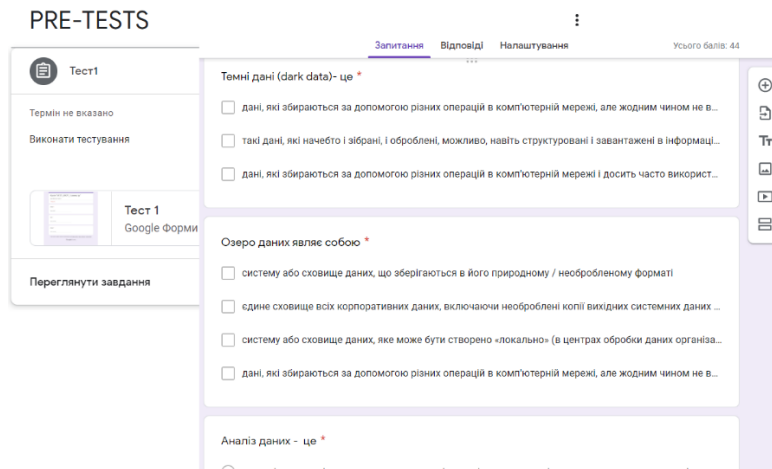 PRE-TESTS
Тест1
Термін не вказано
Виконати тестування
Тест 1
Google Форми
Переглянути завдання
Запитання Відповіді Налаштування Усього балів: 44
Темні дані (dark data)- це *
дані, які збираються за допомогою різних операцій в комп'ютерній мережі, але жодним чином не в...
такі дані, які начебто і зібрані, і оброблені, можливо, навіть структуровані і завантажені в інформаці...
дані, які збираються за допомогою різних операцій в комп'ютерній мережі і досить часто використ...
Озеро даних являє собою *
систему або сховище даних, що зберігаються в його природному / необробленому форматі
єдине сховище всіх корпоративних даних, включаючи необроблені копії вихідних системних даних ...
систему або сховище даних, яке може бути створено «локально» (в центрах обробки даних організа...
дані, які збираються за допомогою різних операцій в комп'ютерній мережі, але жодним чином не в...
Аналіз даних - це *